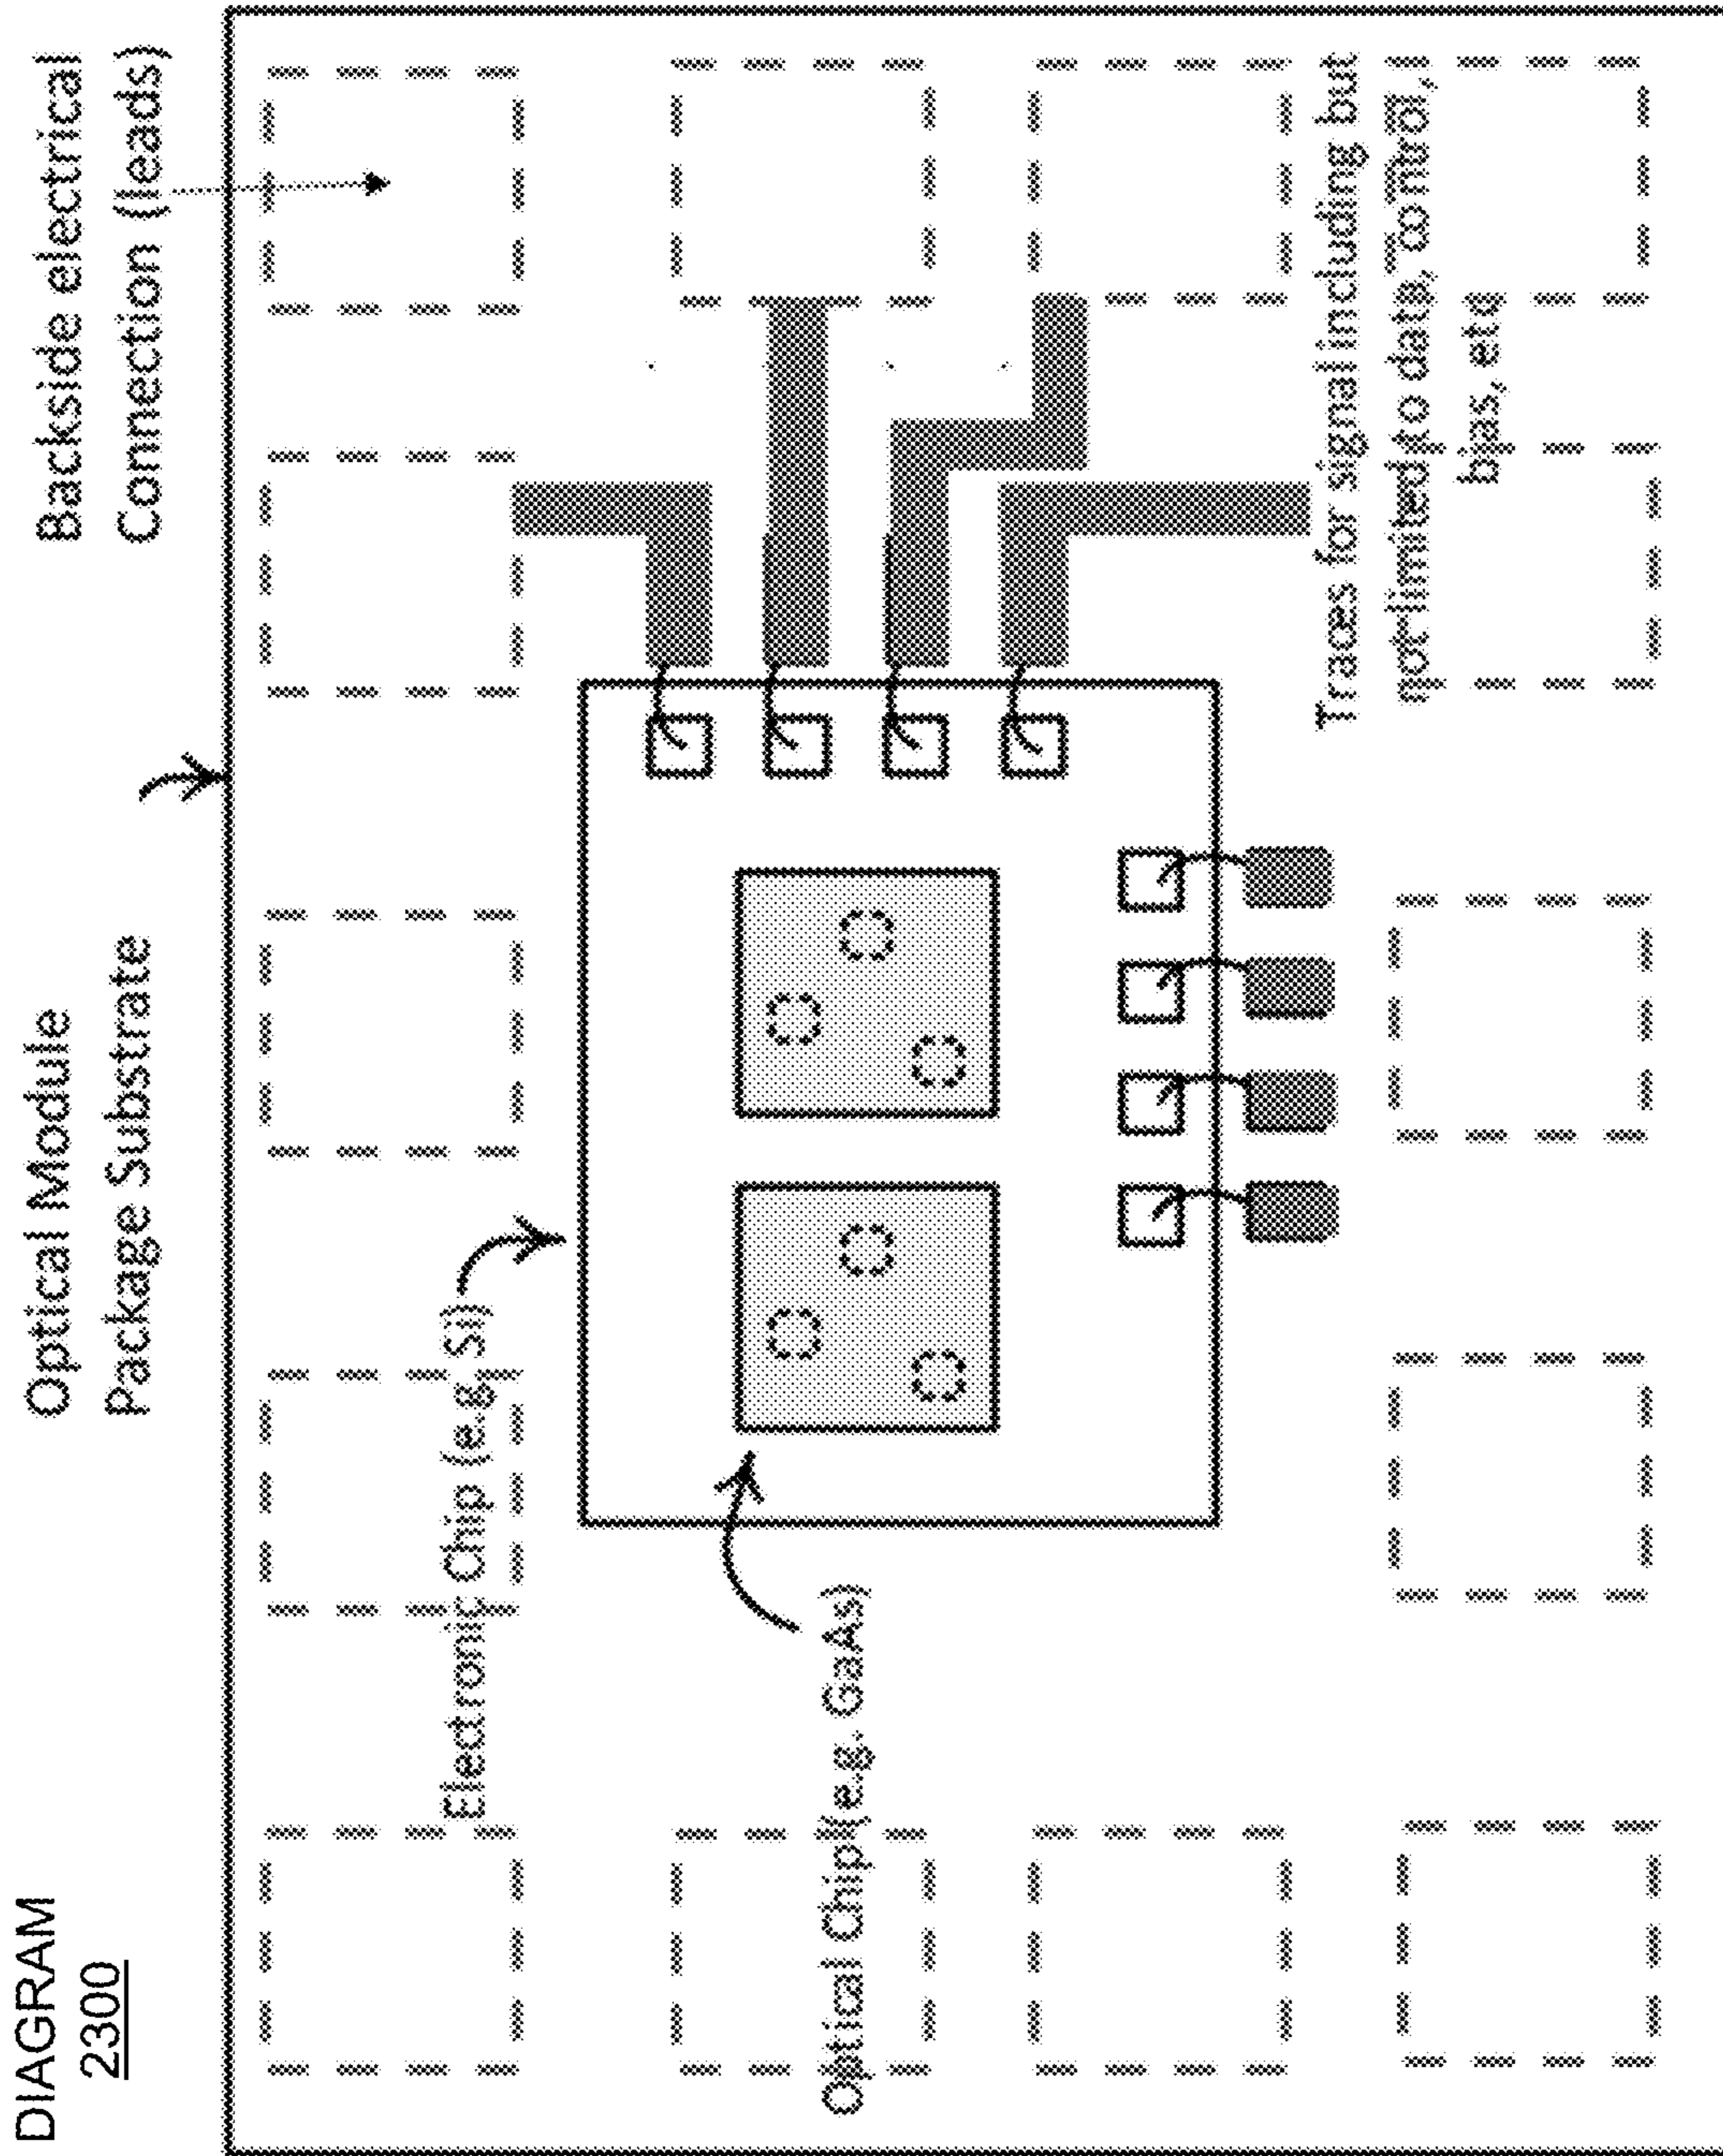 DIAGRAM
2300
Optical Module
Package Substrate
Backside electrical
Connection (leads)
Electronic Chip (e.g. Si)
Optical Chip(e.g. GaAs)
Traces for signal including but
not limited to data, control,
bias, etc